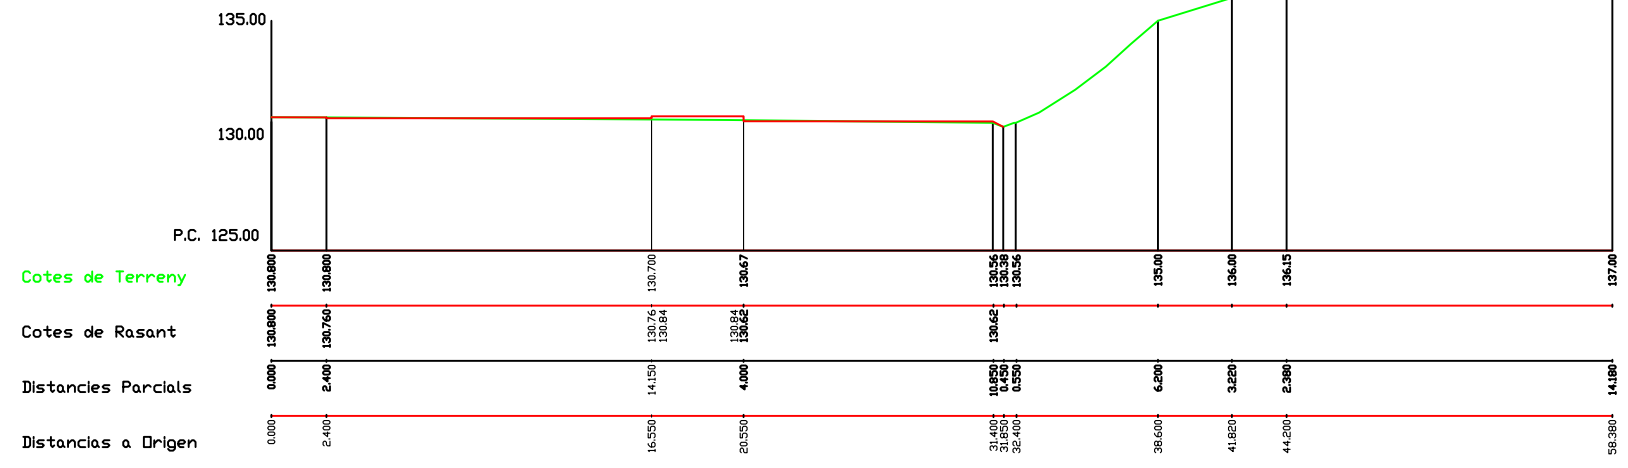 135.00
130.00
P.C. 125.00
Cotes de Terreny 130.800 130.800 130.700 130.67 130.56 130.38 130.56 135.00 136.00 136.15 137.00
Cotes de Rasant 130.800 130.760 130.76 130.84 130.84 130.62 130.62
Distancies Parcials 0.000 2.400 14.150 4.000 10.850 0.450 0.550 6.200 3.220 2.380 14.180
Distancias a Origen 0.000 2.400 16.550 20.550 31.400 31.850 32.400 38.600 41.820 44.200 58.380